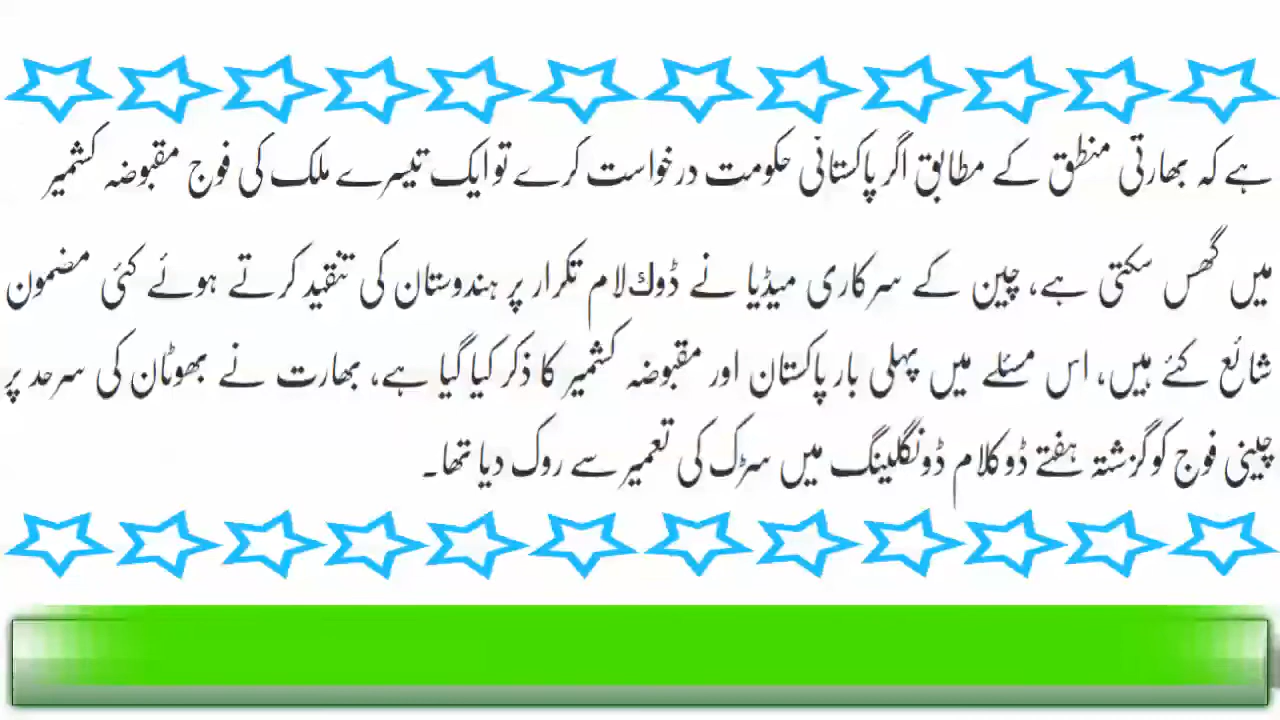 ہے کہ بھارتی منطق کے مطابق اگر پاکستانی حکومت درخواست کرے تو ایک تیسرے ملک کی فوج مقبوضہ کشمیر
میں گھس سکتی ہے، چین کے سرکاری میڈیا نے ڈوك لام تکرار پر ہندوستان کی تنقید کرتے ہوئے کئی مضمون
شائع کئے ہیں، اس مسئلے میں پہلی بار پاکستان اور مقبوضہ کشمیر کا ذکر کیا گیا ہے، بھارت نے بھوٹان کی سرحد پر
چینی فوج کو گزشتہ ہفتے ڈوکلام ڈونگلینگ میں سڑک کی تعمیر سے روک دیا تھا۔